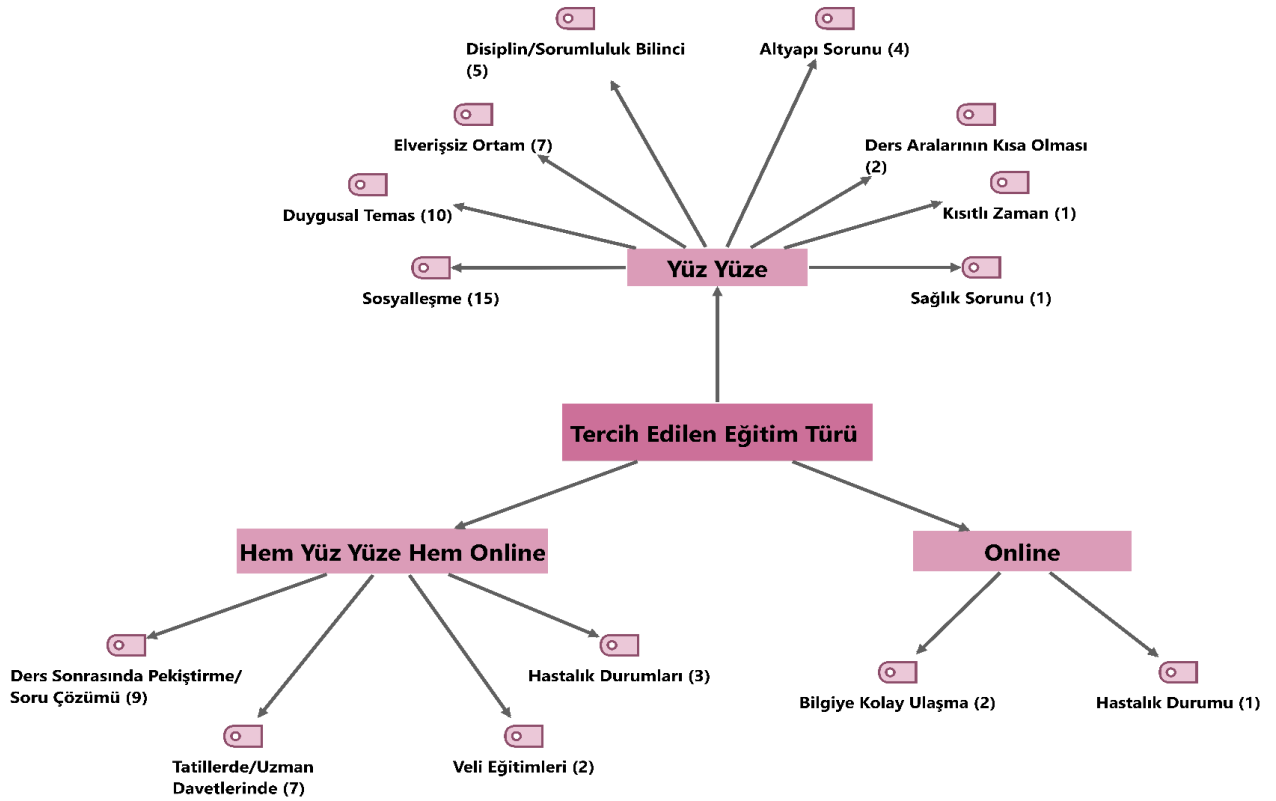 Disiplin/Sorumluluk Bilinci
(5)
Altyapı Sorunu (4)
Elverişsiz Ortam (7)
Ders Aralarının Kısa Olması
(2)
Duygusal Temas (10)
Kısıtlı Zaman (1)
Yüz Yüze
Sosyalleşme (15)
Sağlık Sorunu (1)
Tercih Edilen Eğitim Türü
Hem Yüz Yüze Hem Online
Online
Ders Sonrasında Pekiştirme/
Soru Çözümü (9)
Hastalık Durumları (3)
Bilgiye Kolay Ulaşma (2)
Hastalık Durumu (1)
Tatillerde/Uzman
Davetlerinde (7)
Veli Eğitimleri (2)